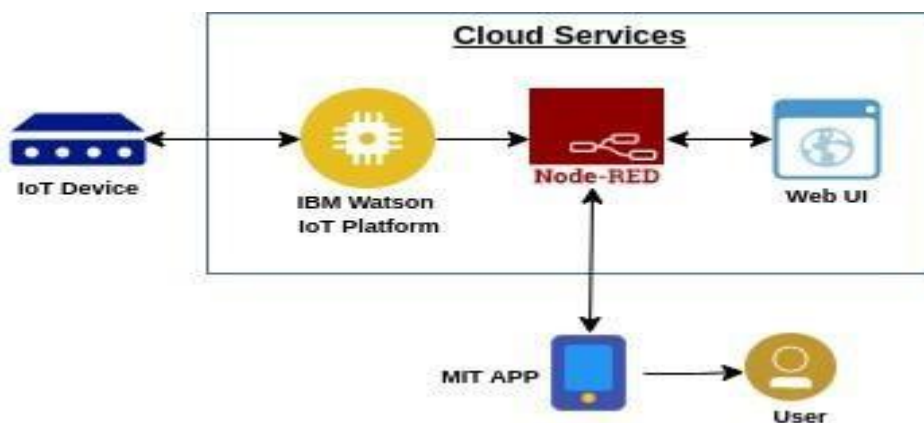 Cloud Services
IoT Device
IBM Watson
IoT Platform
Node-RED
Web UI
MIT APP
User